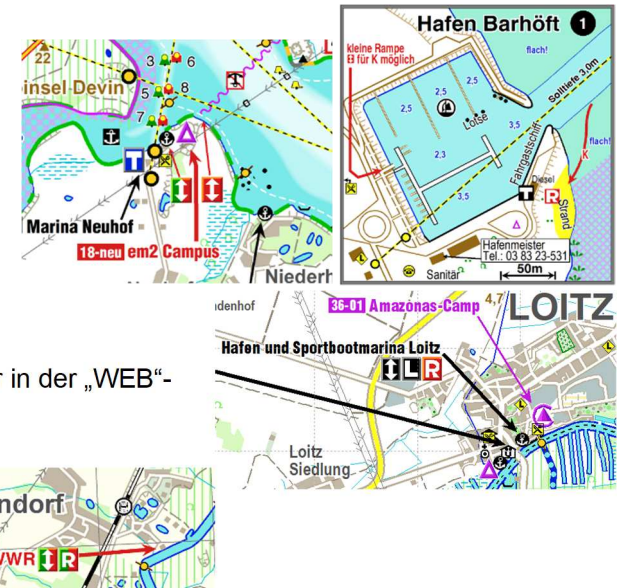 22
insel Devin
3
6
5
8
7
Marina Neuhof
18-neu em2 Campus
Niederh
Hafen Barhöft 1
kleine Rampe
für K möglich
flach!
2,5
2,5
2,5
Lotse
3,5
Solltiefe 3,0m
2,3
flach!
K
Fahrgastschiff
Diesel
T R
3,5
Strand
Hafenmeister
Tel.: 03 83 23-531
Sanitär
50m
r in der „WEB"-
denhof
36-01 Amazonas-Camp
4,7
LOITZ
Hafen und Sportbootmarina Loitz
L R
Loitz
Siedlung
ndorf
WR R